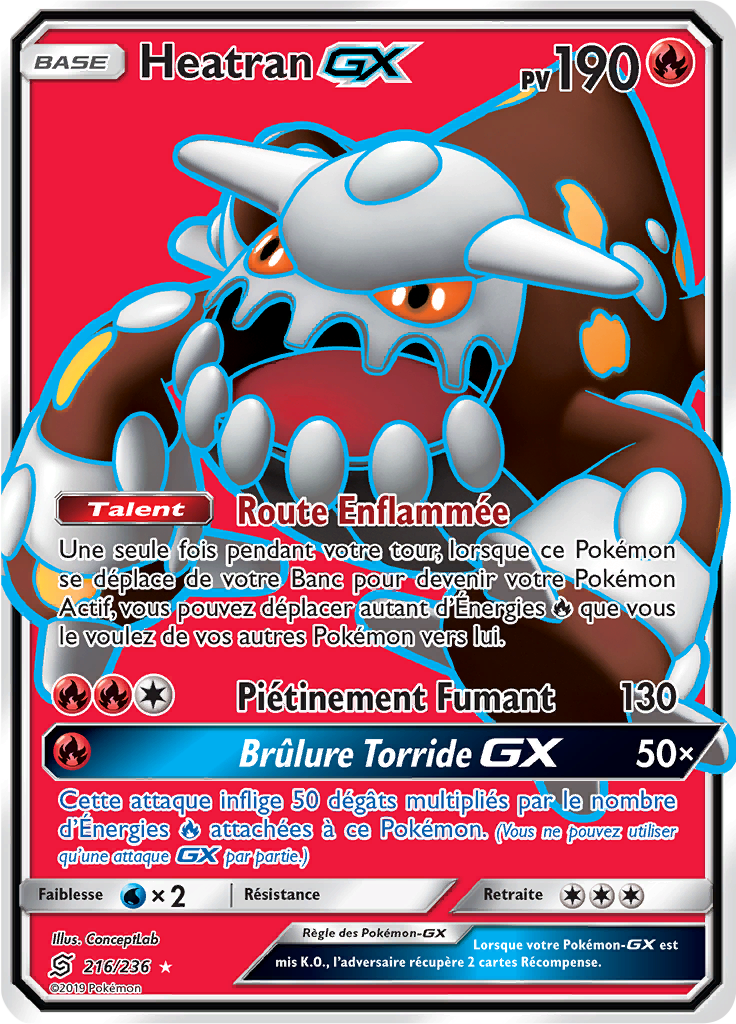 BASE Heatran GX PV190
Talent Route Enflammée
Une seule fois pendant votre tour, lorsque ce Pokémon
se déplace de votre Banc pour devenir votre Pokémon
Actif, vous pouvez déplacer autant d'Énergies que vous
le voulez de vos autres Pokémon vers lui.
Piétinement Fumant 130
Brûlure Torride GX 50×
Cette attaque inflige 50 dégâts multipliés par le nombre
d'Énergies attachées à ce Pokémon. (Vous ne pouvez utiliser
qu'une attaque GX par partie.)
Faiblesse × 2 Résistance Retraite
Illus. ConceptLab
216/236
©2019 Pokémon
Règle des Pokémon-GX
Lorsque votre Pokémon-GX est
mis K.O., l'adversaire récupère 2 cartes Récompense.